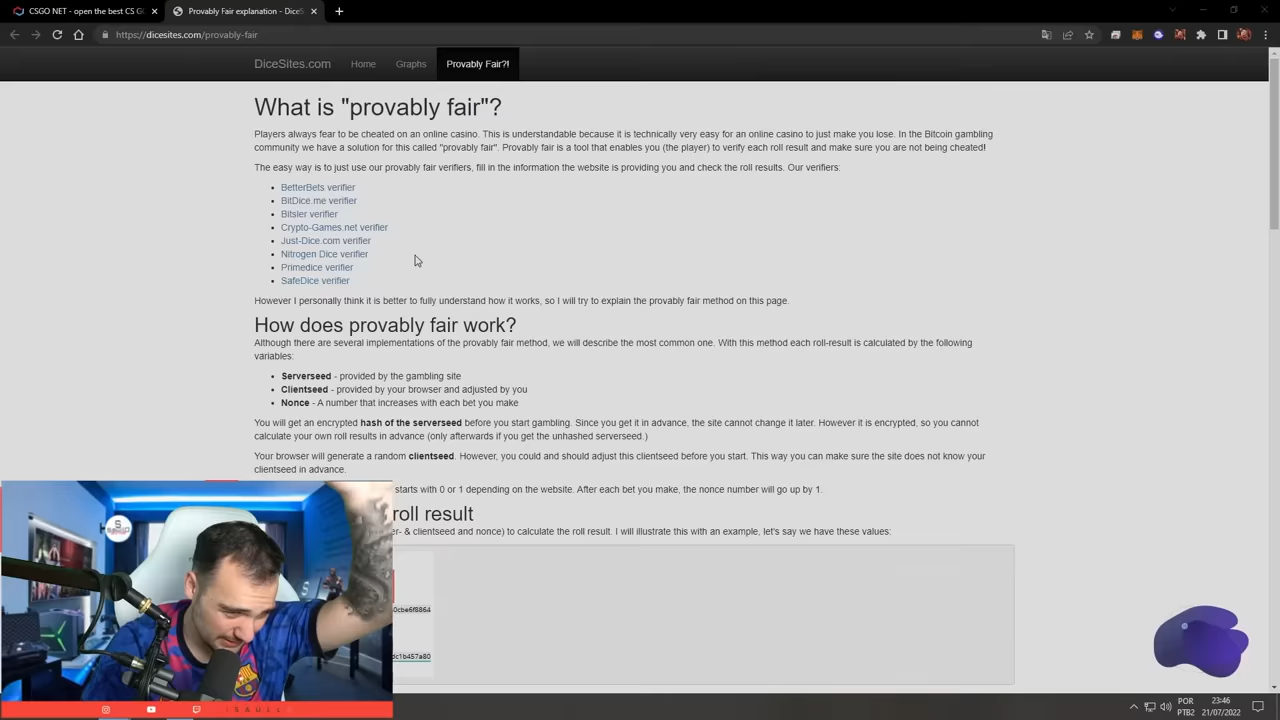 CSGO NET - open the best CS G
Provably Fair explanation - DiceS
https://dicesites.com/provably-fair
DiceSites.com Home Graphs Provably Fair?!
What is "provably fair"?
Players always fear to be cheated on an online casino. This is understandable because it is technically very easy for an online casino to just make you lose. In the Bitcoin gambling
community we have a solution for this called "provably fair". Provably fair is a tool that enables you (the player) to verify each roll result and make sure you are not being cheated!
The easy way is to just use our provably fair verifiers, fill in the information the website is providing you and check the roll results. Our verifiers:
BetterBets verifier
BitDice.me verifier
Bitsler verifier
Crypto-Games.net verifier
Just-Dice.com verifier
Nitrogen Dice verifier
Primedice verifier
SafeDice verifier
However I personally think it is better to fully understand how it works, so I will try to explain the provably fair method on this page.
How does provably fair work?
Although there are several implementations of the provably fair method, we will describe the most common one. With this method each roll-result is calculated by the following
variables:
Serverseed - provided by the gambling site
Clientseed - provided by your browser and adjusted by you
Nonce - A number that increases with each bet you make
You will get an encrypted hash of the serverseed before you start gambling. Since you get it in advance, the site cannot change it later. However it is encrypted, so you cannot
calculate your own roll results in advance (only afterwards if you get the unhashed serverseed.)
Your browser will generate a random clientseed. However, you could and should adjust this clientseed before you start. This way you can make sure the site does not know your
clientseed in advance.
starts with 0 or 1 depending on the website. After each bet you make, the nonce number will go up by 1.
roll result
er- & clientseed and nonce) to calculate the roll result. I will illustrate this with an example, let's say we have these values:
0cbe6f8864
dc1b457a80
POR
PTB2
23:46
21/07/2022